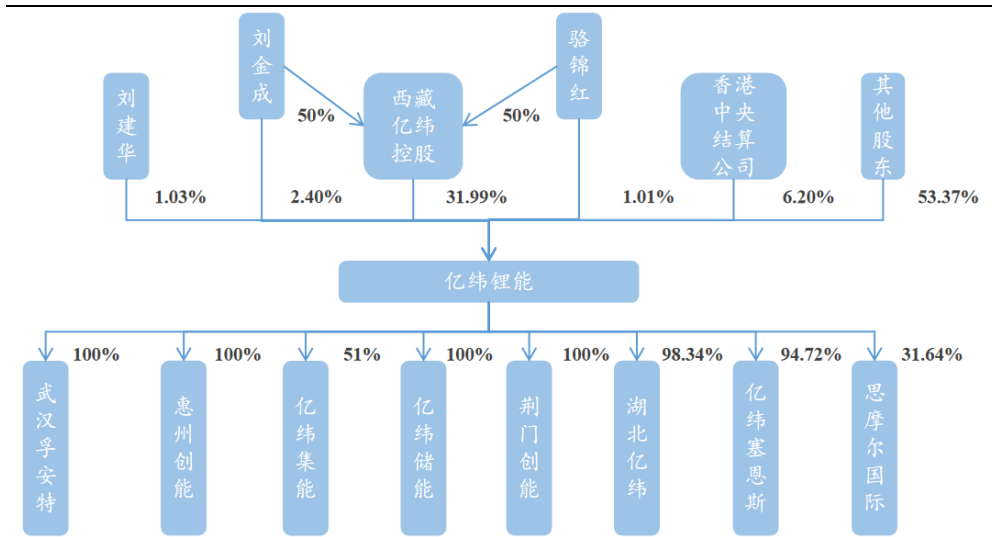 刘建华
刘金成
50%
西藏亿纬控股
50%
骆锦红
香港中央结算公司
其他股东
1.03%
2.40%
31.99%
1.01%
6.20%
53.37%
亿纬锂能
100%
100%
51%
100%
100%
98.34%
94.72%
31.64%
武汉孚安特
惠州创能
亿纬集能
亿纬储能
荆门创能
湖北亿纬
亿纬塞恩斯
思摩尔国际